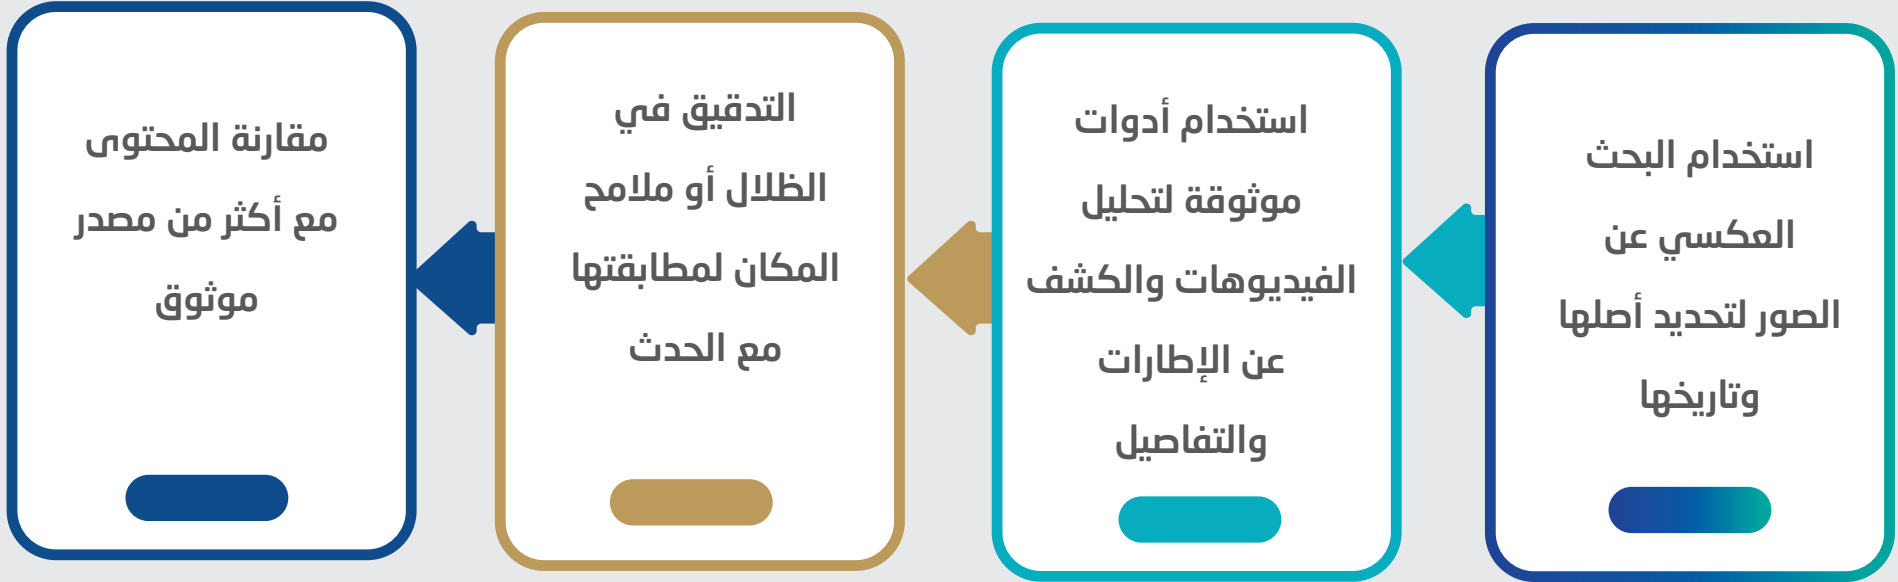 استخدام البحث
العكسي عن
الصور لتحديد أصلها
وتاريخها
استخدام أدوات
موثوقة لتحليل
الفيديوهات والكشف
عن الإطارات
والتفاصيل
التدقيق في
الظلال أو ملامح
المكان لمطابقتها
مع الحدث
مقارنة المحتوى
مع أكثر من مصدر
موثوق